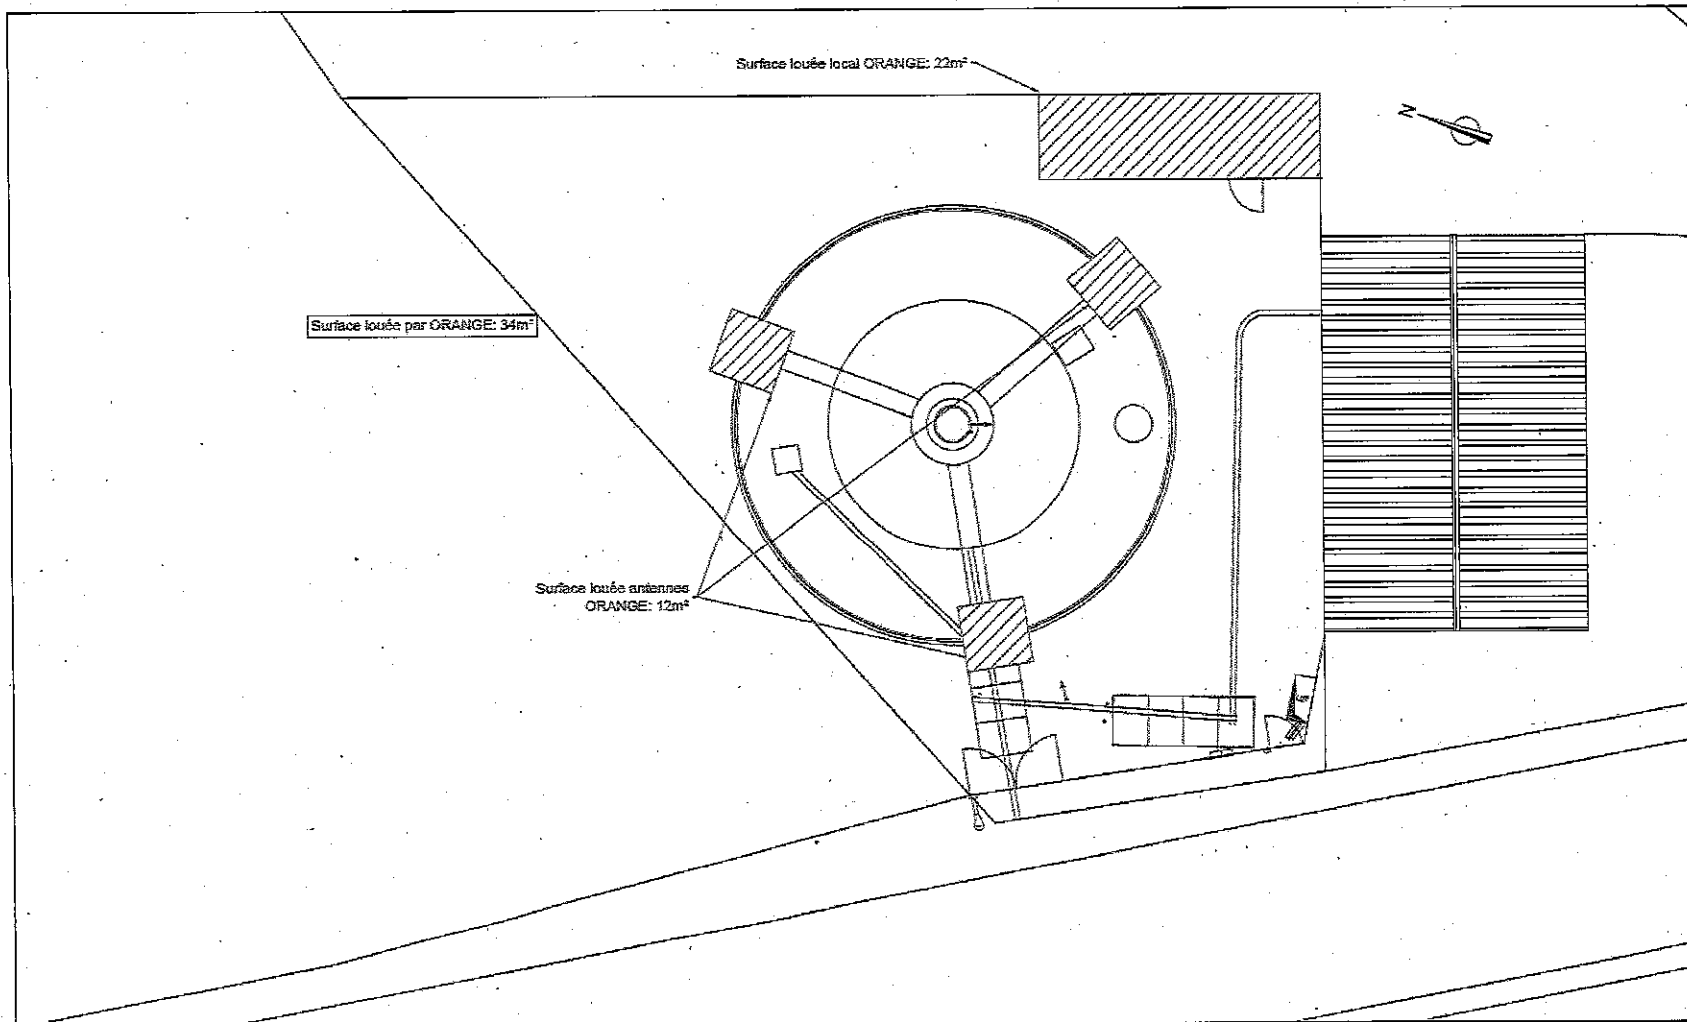 Surface louée local ORANGE: 22m²
N
Surface louée par ORANGE: 34m²
Surface louée antennes
ORANGE: 12m²